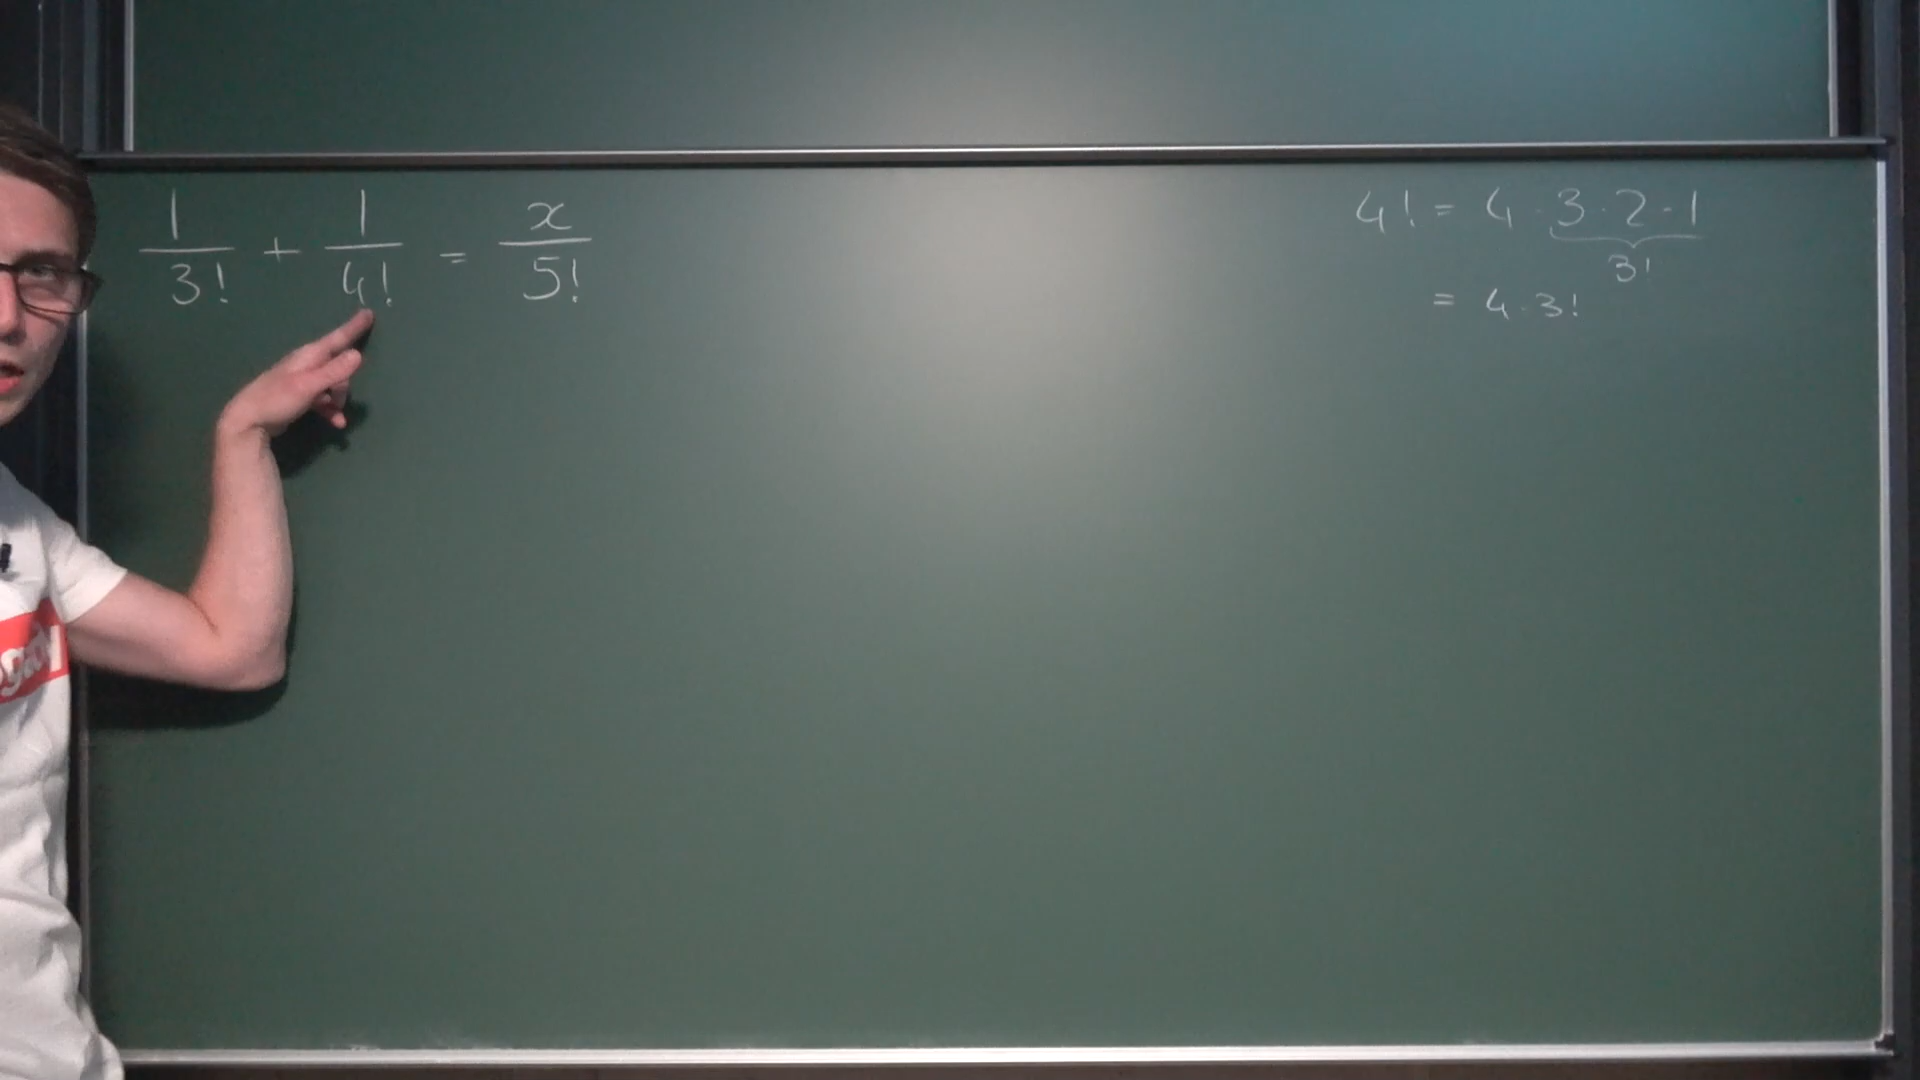 1/3! + 1/4! = x/5!
4! = 4 · 3 · 2 · 1
3!
= 4 · 3!